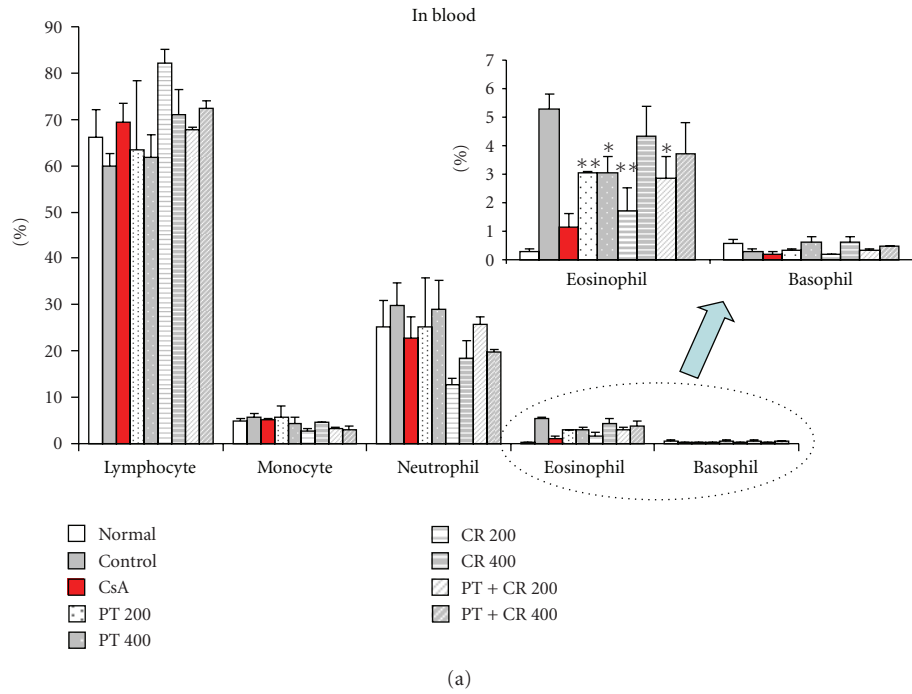 In blood
90
80
70
60
50
40
30
20
10
0
(%)
Lymphocyte
Monocyte
Neutrophil
Eosinophil
Basophil
7
6
5
4
3
2
1
0
(%)
**
*
**
*
Eosinophil
Basophil
Normal
Control
CsA
PT 200
PT 400
CR 200
CR 400
PT + CR 200
PT + CR 400
(a)